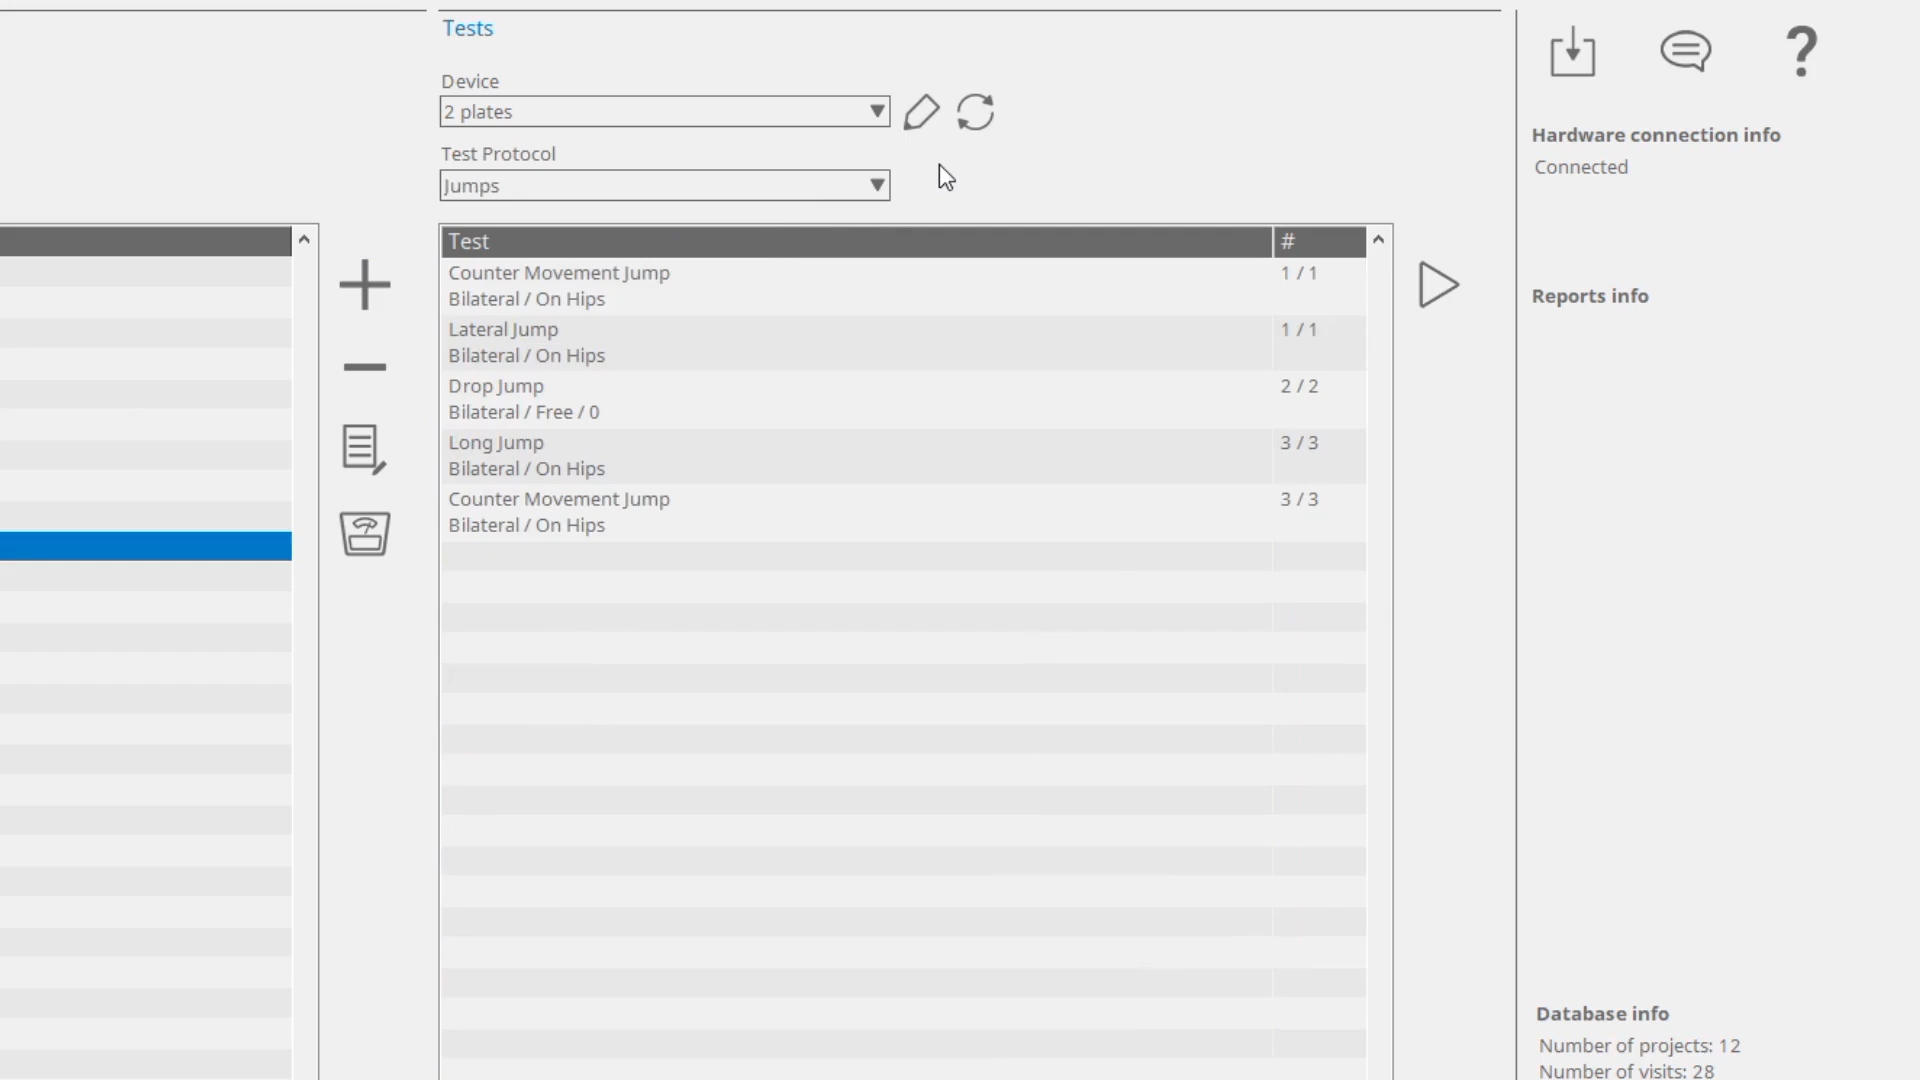 Tests
Device
2 plates
Test Protocol
Jumps
Test #
Counter Movement Jump 1 / 1
Bilateral / On Hips
Lateral Jump 1 / 1
Bilateral / On Hips
Drop Jump 2 / 2
Bilateral / Free / 0
Long Jump 3 / 3
Bilateral / On Hips
Counter Movement Jump 3 / 3
Bilateral / On Hips
?
Hardware connection info
Connected
Reports info
Database info
Number of projects: 12
Number of visits: 28